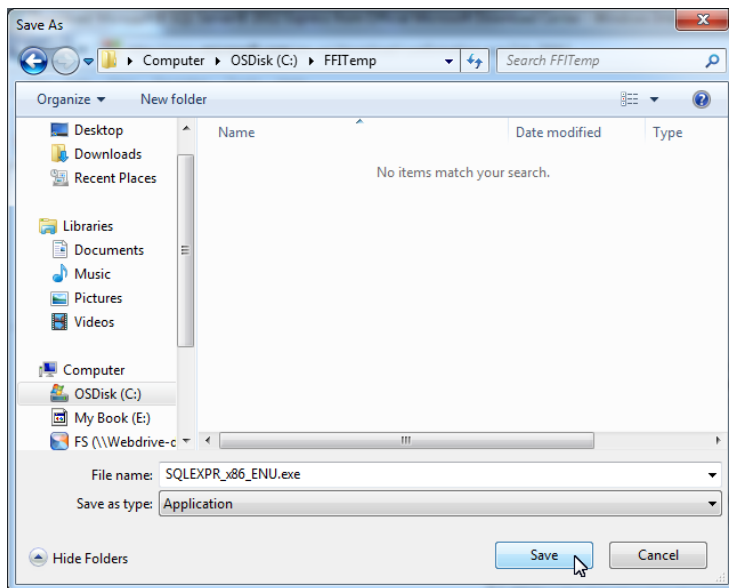 Save As
Computer OSDisk (C:) FFITemp
Search FFITemp
Organize New folder
Name Date modified Type
No items match your search.
Desktop
Downloads
Recent Places
Libraries
Documents
Music
Pictures
Videos
Computer
OSDisk (C:)
My Book (E:)
FS (\\Webdrive-c
File name: SQLEXPR_x86_ENU.exe
Save as type: Application
Hide Folders
Save Cancel